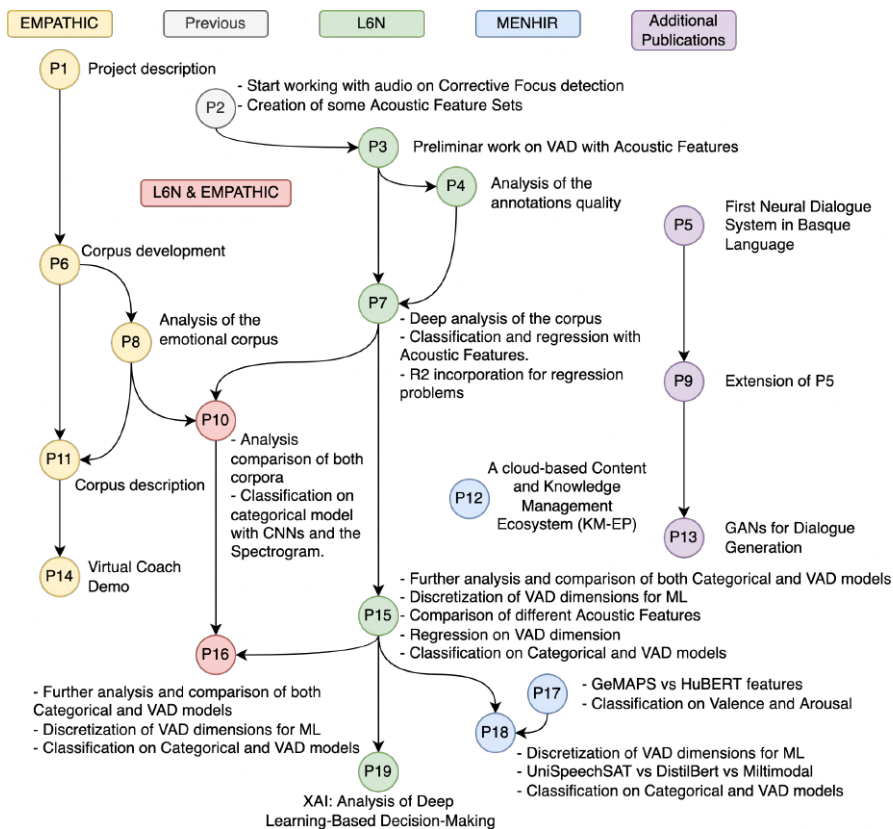 EMPATHIC
Previous
L6N
MENHIR
Additional
Publications
P1
Project description
P2
- Start working with audio on Corrective Focus detection
- Creation of some Acoustic Feature Sets
P3
Preliminar work on VAD with Acoustic Features
L6N & EMPATHIC
P4
Analysis of the
annotations quality
P5
First Neural Dialogue
System in Basque
Language
P6
Corpus development
P7
- Deep analysis of the corpus
- Classification and regression with
Acoustic Features.
- R2 incorporation for regression
problems
P8
Analysis of the
emotional corpus
P9
Extension of P5
P10
- Analysis
comparison of both
corpora
- Classification on
categorical model
with CNNs and the
Spectrogram.
P11
Corpus description
P12
A cloud-based Content
and Knowledge
Management
Ecosystem (KM-EP)
P13
GANs for Dialogue
Generation
P14
Virtual Coach
Demo
P15
- Further analysis and comparison of both Categorical and VAD models
- Discretization of VAD dimensions for ML
- Comparison of different Acoustic Features
- Regression on VAD dimension
- Classification on Categorical and VAD models
P16
- Further analysis and comparison of both
Categorical and VAD models
- Discretization of VAD dimensions for ML
- Classification on Categorical and VAD models
P17
- GeMAPS vs HuBERT features
- Classification on Valence and Arousal
P18
- Discretization of VAD dimensions for ML
- UniSpeechSAT vs DistilBert vs Miltimodal
- Classification on Categorical and VAD models
P19
XAI: Analysis of Deep
Learning-Based Decision-Making